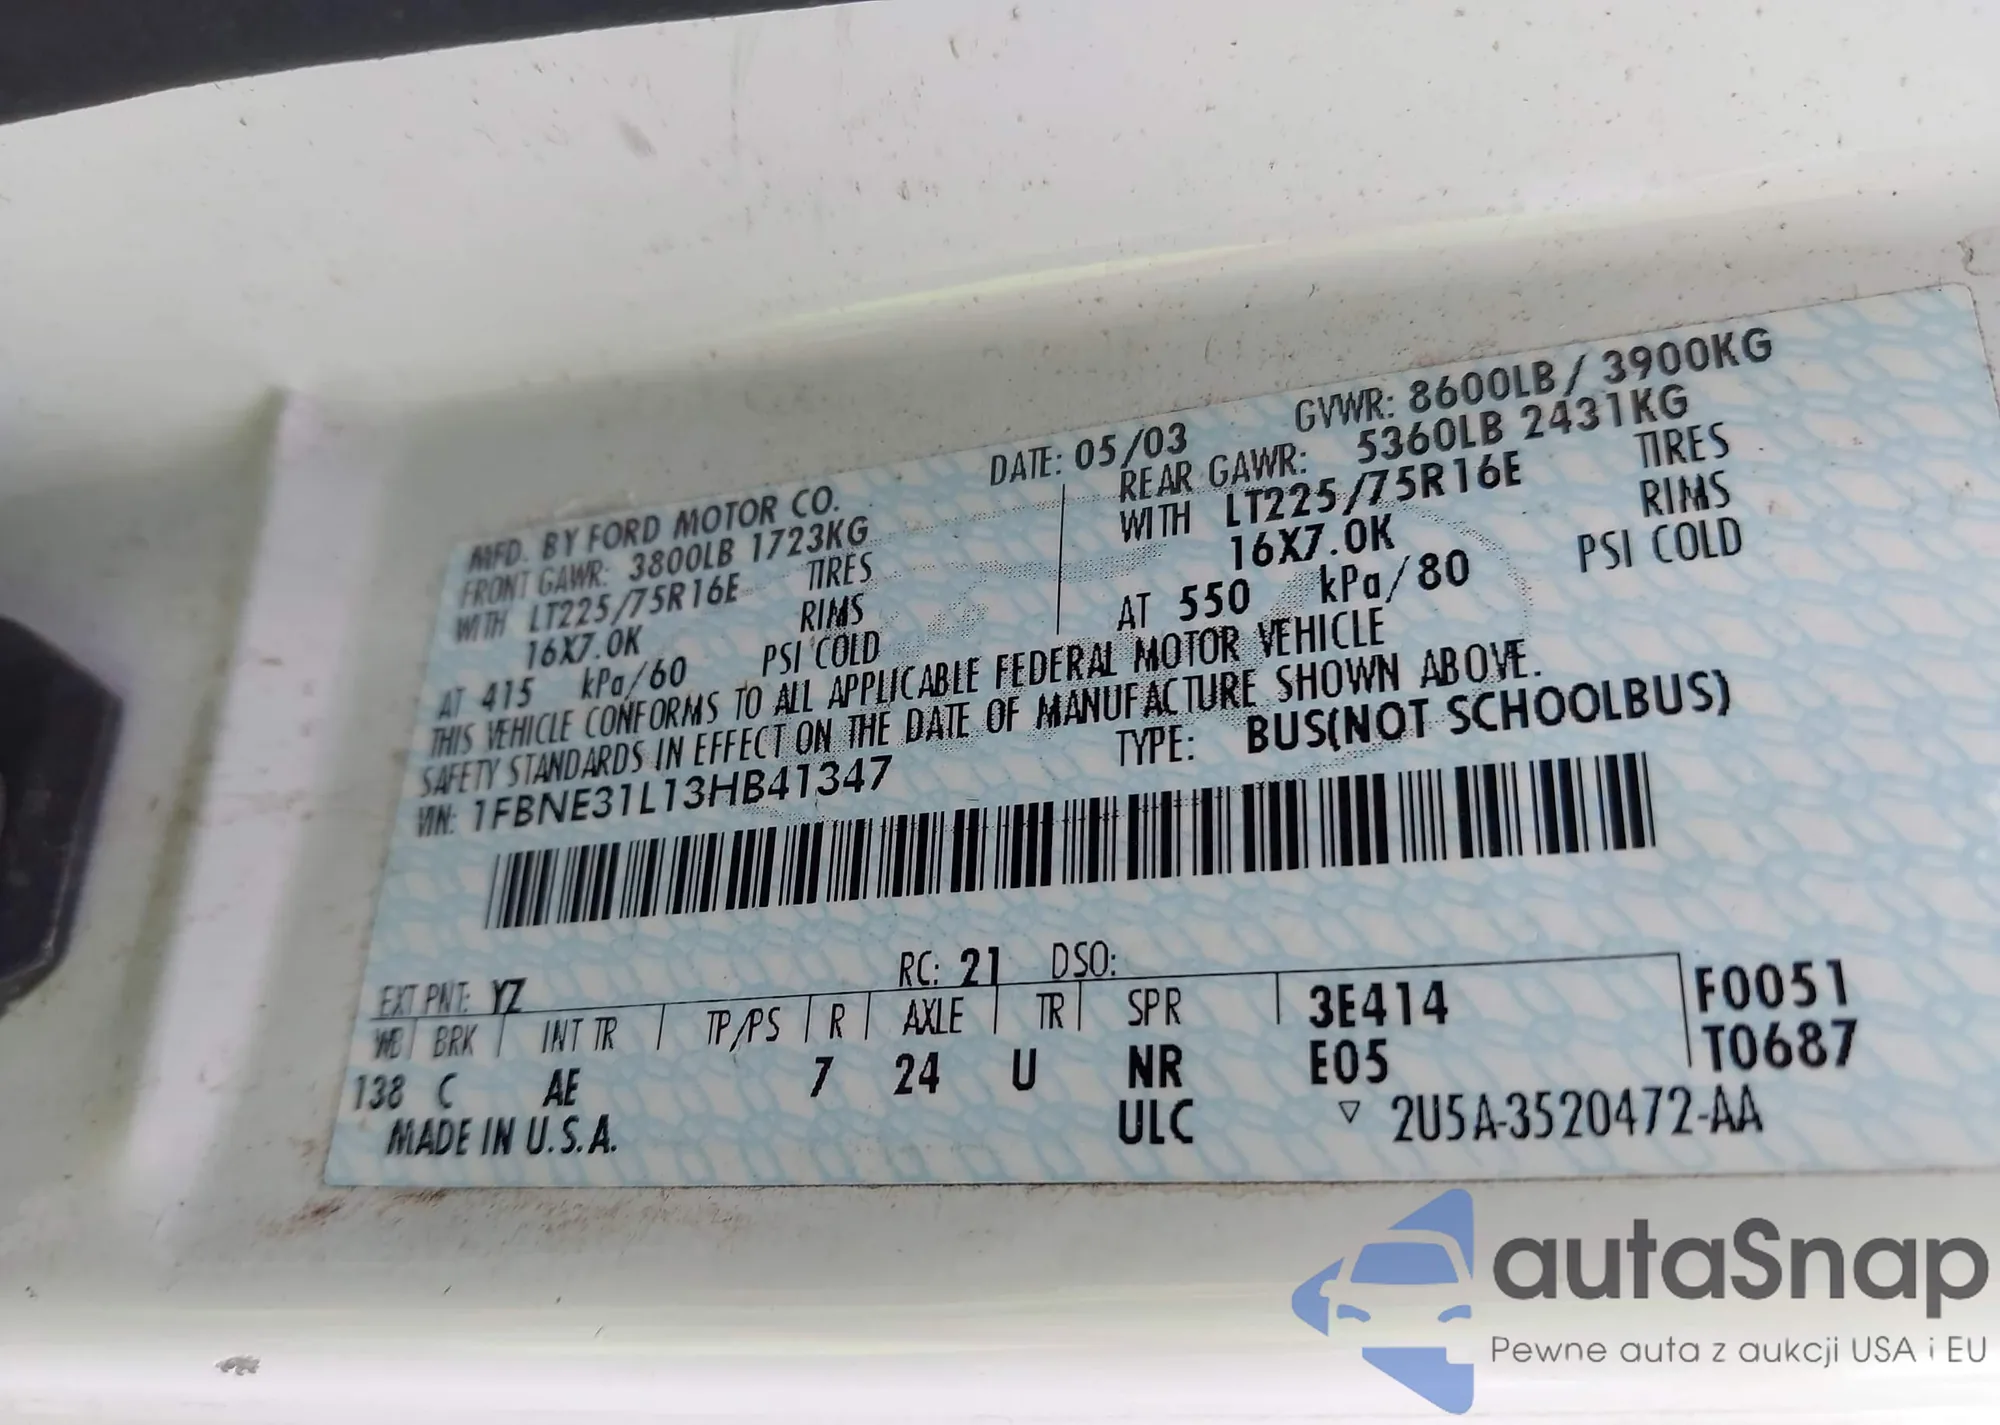 MFD. BY FORD MOTOR CO. DATE: 05/03 GVWR: 8600LB / 3900KG
FRONT GAWR: 3800LB 1723KG REAR GAWR: 5360LB 2431KG
WITH LT225/75R16E TIRES WITH LT225/75R16E TIRES
16X7.0K RIMS 16X7.0K RIMS
AT 415 kPa/60 PSI COLD AT 550 kPa/80 PSI COLD
THIS VEHICLE CONFORMS TO ALL APPLICABLE FEDERAL MOTOR VEHICLE
SAFETY STANDARDS IN EFFECT ON THE DATE OF MANUFACTURE SHOWN ABOVE.
VIN: 1FBNE31L13HB41347 TYPE: BUS(NOT SCHOOLBUS)
EXT PNT: YZ RC: 21 DSO:
WB BRK INT TR TP/PS R AXLE TR SPR 3E414 F0051
138 C AE 7 24 U NR E05 T0687
MADE IN U.S.A. ULC ▽ 2U5A-3520472-AA
autaSnap
Pewne auta z aukcji USA i EU